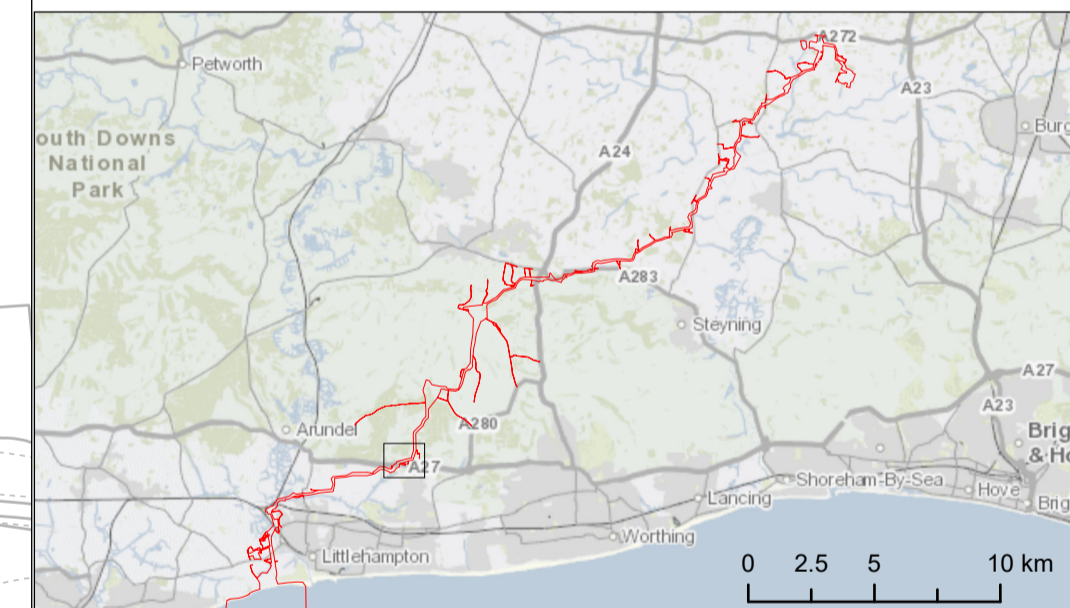 A272
Petworth
A23
Burg
outh Downs
National
Park
A24
A283
Steyning
A27
A23
Arundel
A280
Brig
& Ho
A27
Shoreham-By-Sea
Hove
Lancing
Brig
Worthing
Littlehampton
0 2.5 5 10 km